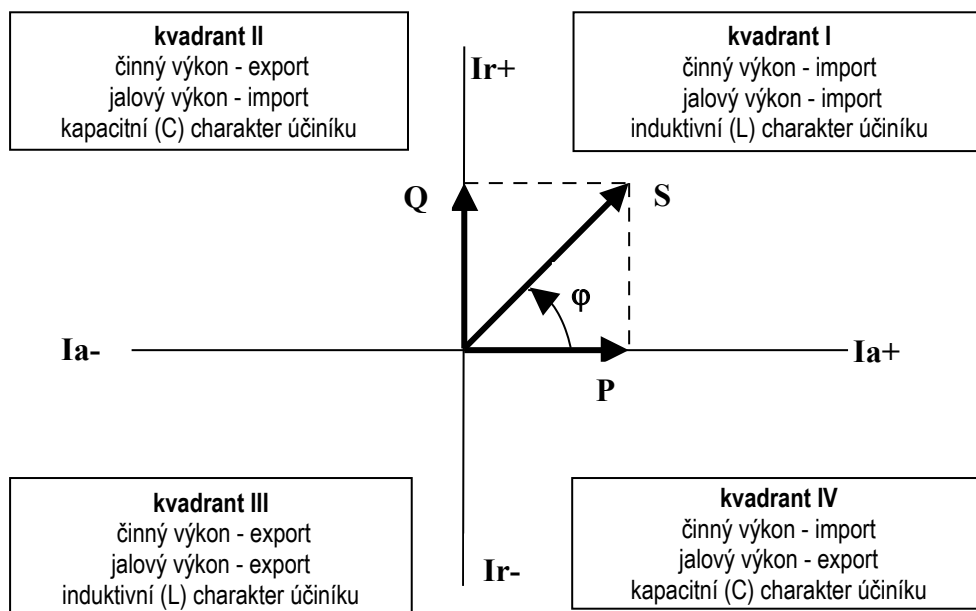 kvadrant II
činný výkon - export
jalový výkon - import
kapacitní (C) charakter účiníku
kvadrant I
činný výkon - import
jalový výkon - import
induktivní (L) charakter účiníku
Ir+
Q
S
φ
Ia-
Ia+
P
kvadrant III
činný výkon - export
jalový výkon - export
induktivní (L) charakter účiníku
kvadrant IV
činný výkon - import
jalový výkon - export
kapacitní (C) charakter účiníku
Ir-